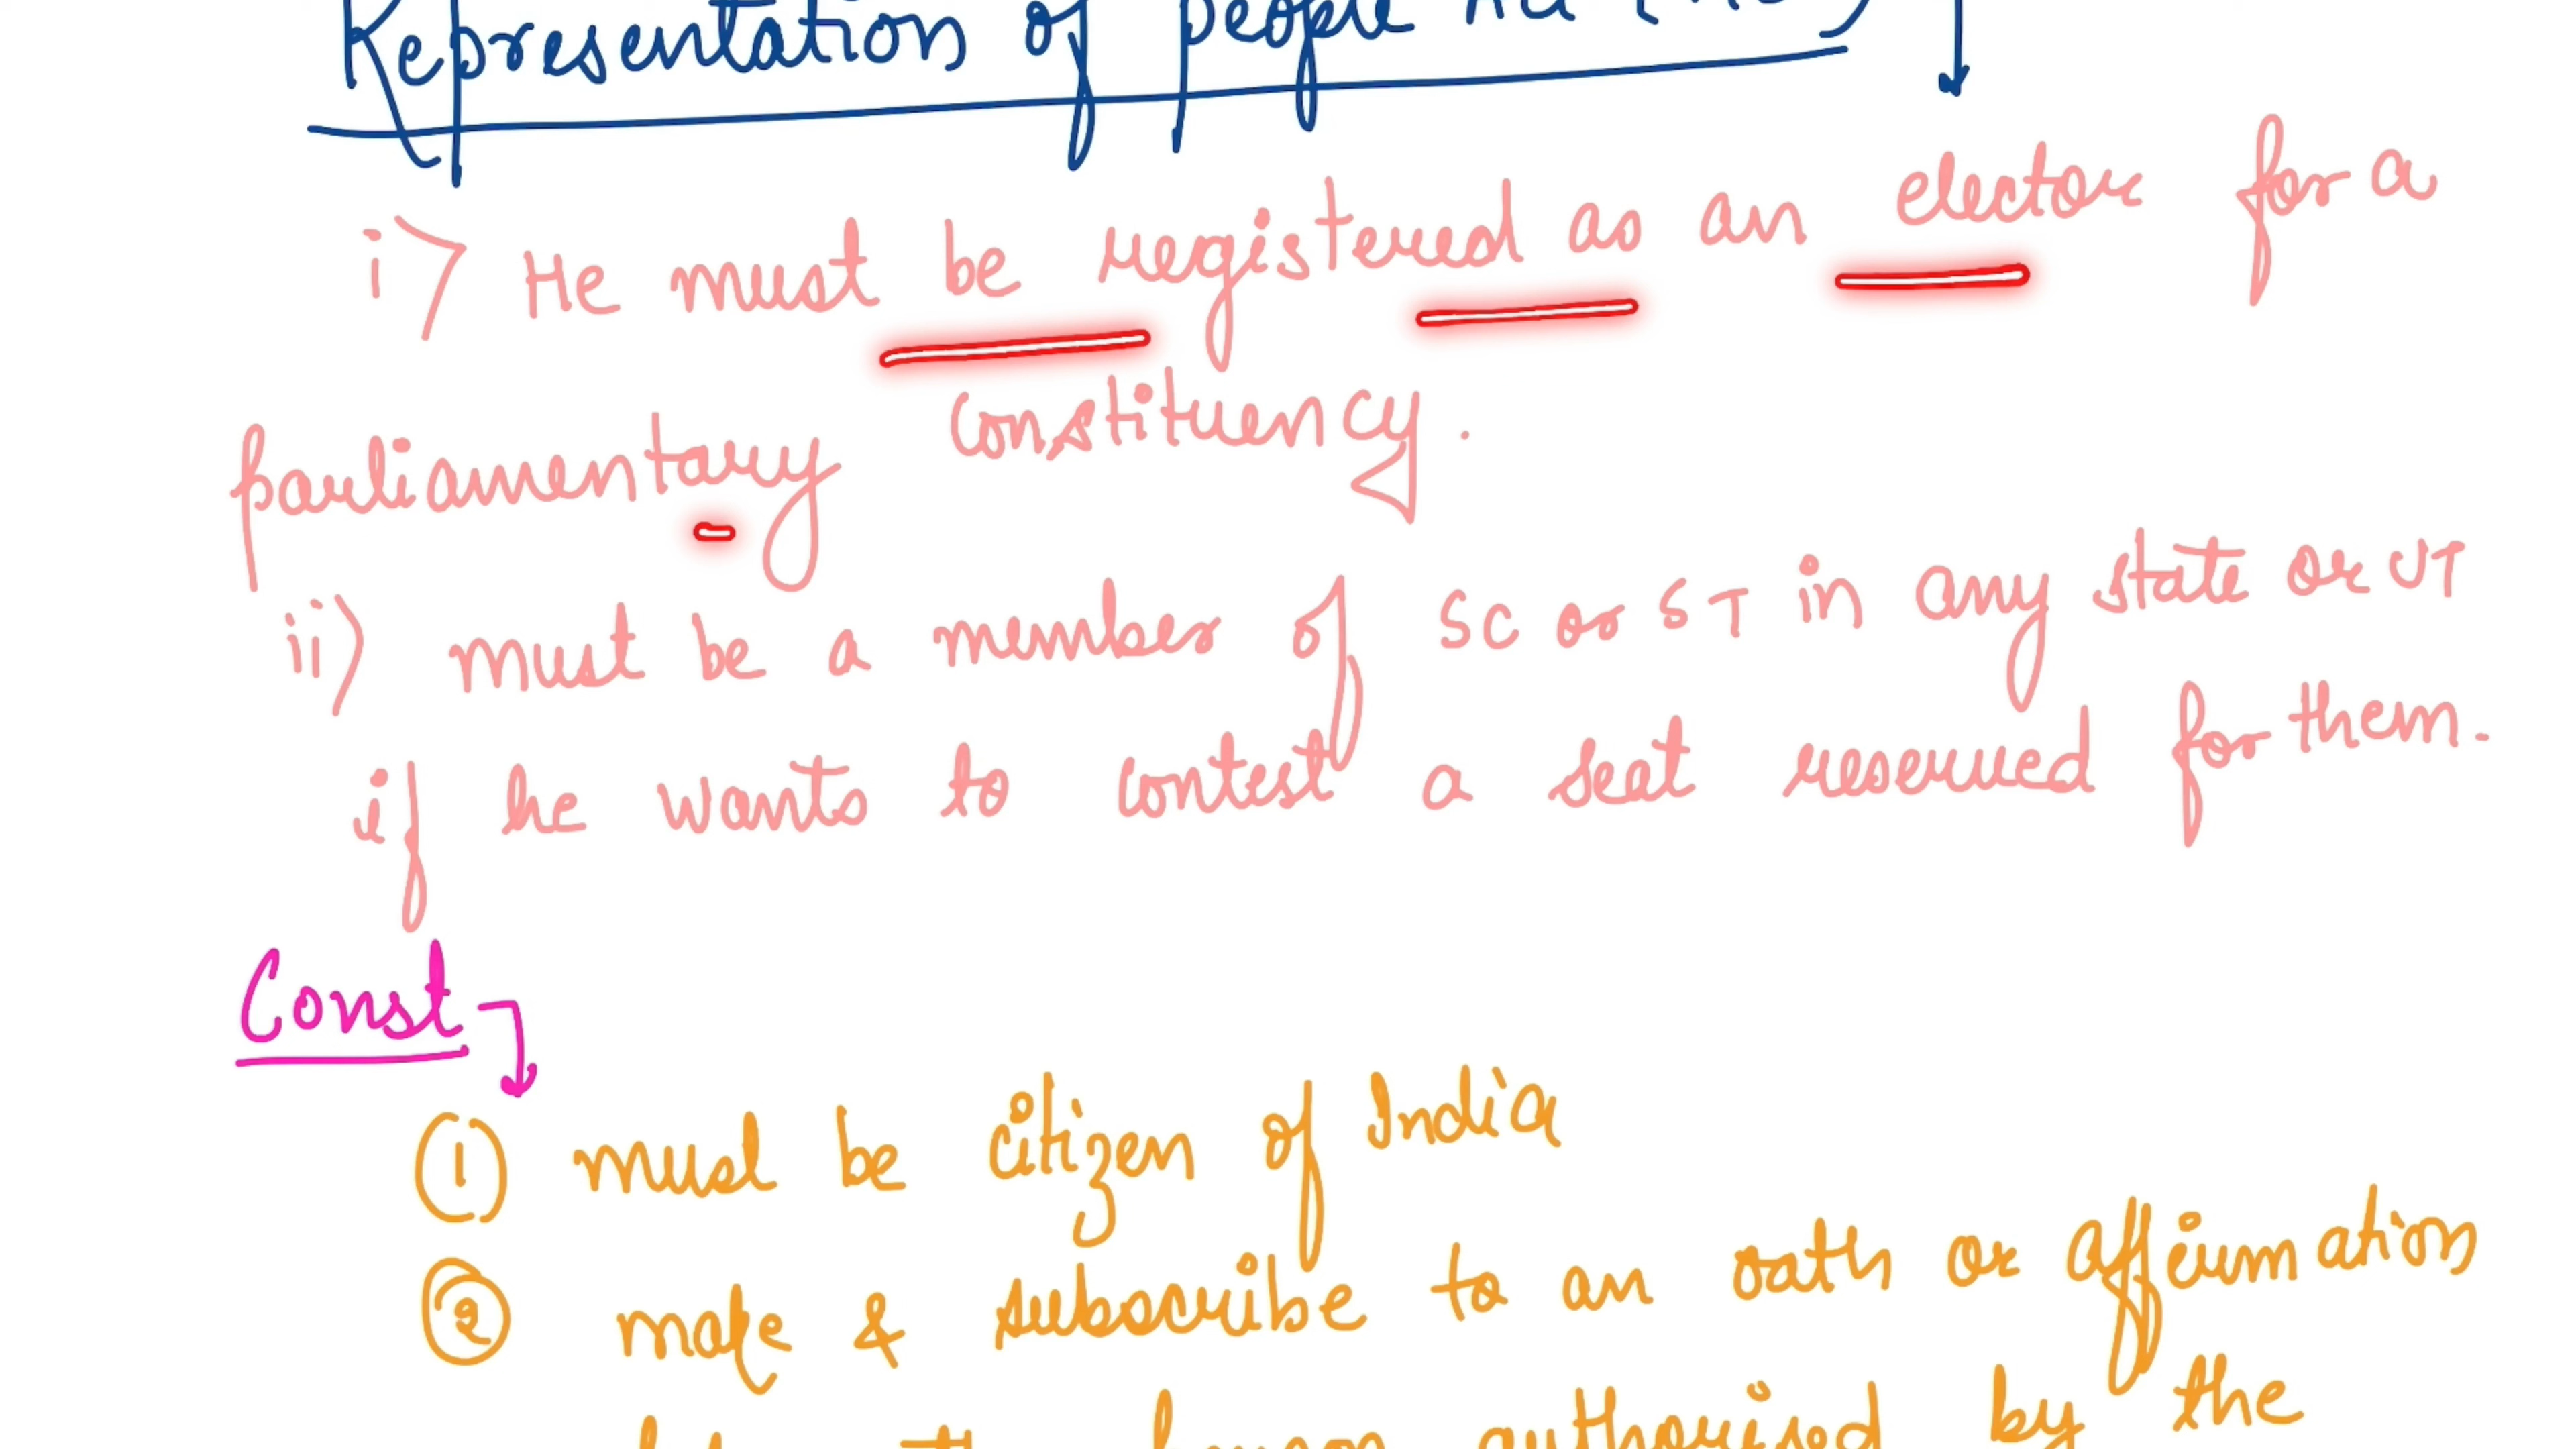 Representation of people
i) He must be registered as an elector for a
parliamentary constituency.
ii) must be a member of SC or ST in any state or UT
if he wants to contest a seat reserved for them.
Const
① must be citizen of India
② make & subscribe to an oath or affirmation
authorised by the